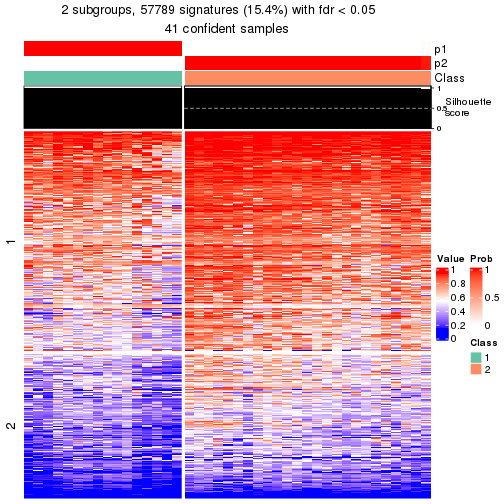 2 subgroups, 57789 signatures (15.4%) with fdr < 0.05
41 confident samples
p1
p2
Class
1
0.5
0
Silhouette
score
1
2
Value
1
0.8
0.6
0.4
0.2
0
Prob
1
0.5
0
Class
1
2